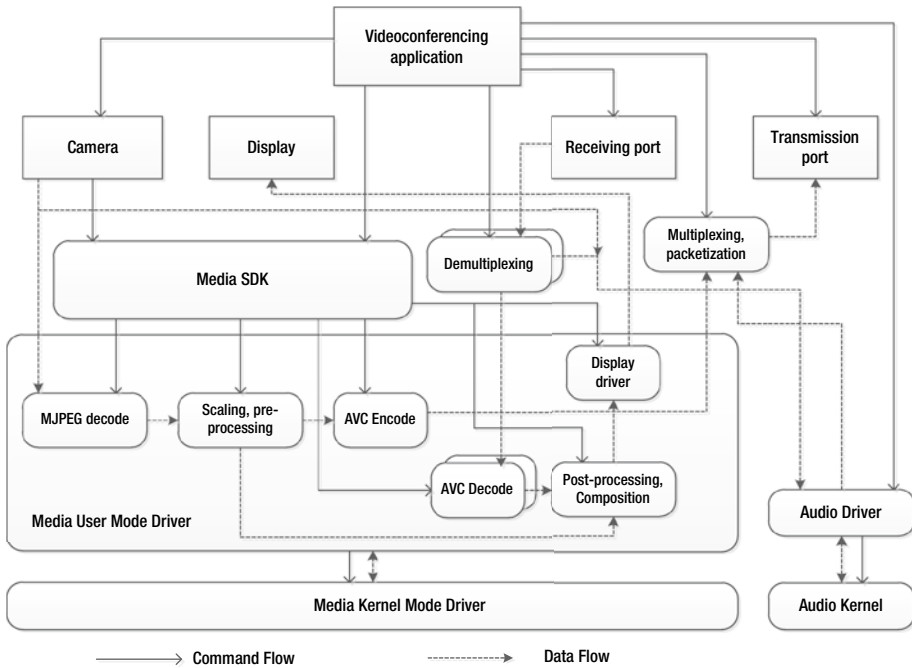 Videoconferencing
application
Camera
Display
Receiving port
Transmission
port
Media SDK
Demultiplexing
Multiplexing,
packetization
Display
driver
MJPEG decode
Scaling, pre-
processing
AVC Encode
AVC Decode
Post-processing,
Composition
Media User Mode Driver
Audio Driver
Media Kernel Mode Driver
Audio Kernel
Command Flow
Data Flow